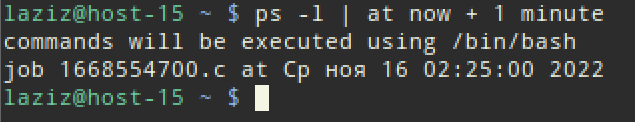 laziz@host-15 ~ $ ps -l | at now + 1 minute
commands will be executed using /bin/bash
job 1668554700.c at Ср ноя 16 02:25:00 2022
laziz@host-15 ~ $